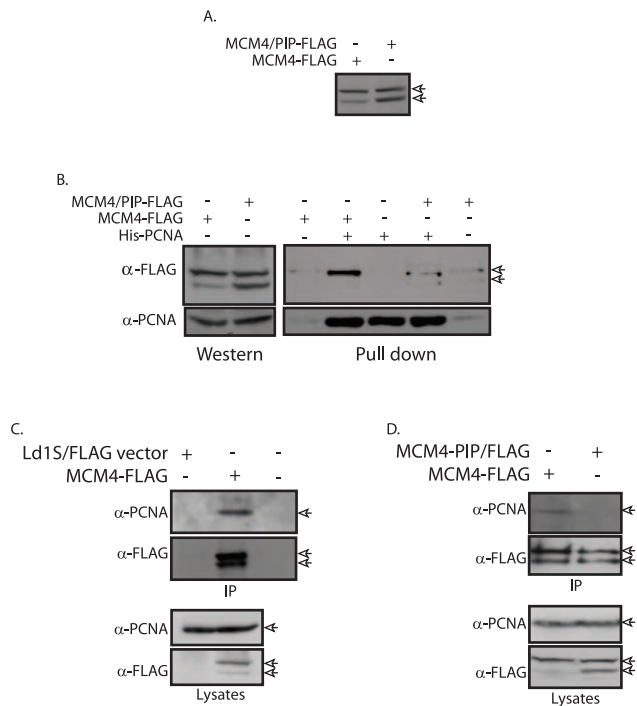 A.
MCM4/PIP-FLAG - +
MCM4-FLAG + -
B.
MCM4/PIP-FLAG - + - - - + +
MCM4-FLAG + - + + - - -
His-PCNA - - - + + + -
α-FLAG
α-PCNA
Western Pull down
C.
Ld1S/FLAG vector + - -
MCM4-FLAG - + -
α-PCNA
α-FLAG
IP
α-PCNA
α-FLAG
Lysates
D.
MCM4-PIP/FLAG - +
MCM4-FLAG + -
α-PCNA
α-FLAG
IP
α-PCNA
α-FLAG
Lysates